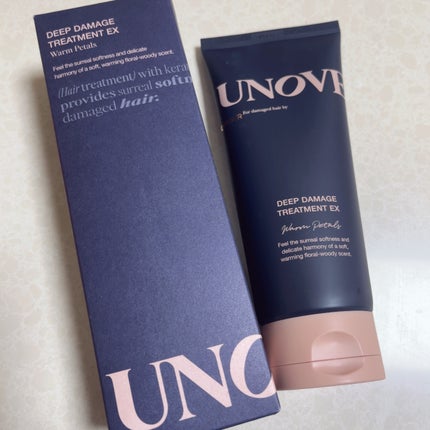 DEEP DAMAGE
TREATMENT EX
Warm Petals
Feel the surreal softness and delicate
harmony of a soft, warming floral-woody scent.
(Hair treatment) with kera
provides surreal softn
damaged hair.
UNO
UNOVE
For damaged hair by
DEEP DAMAGE
TREATMENT EX
Warm Petals
Feel the surreal softness and
delicate harmony of a soft,
warming floral-woody scent.